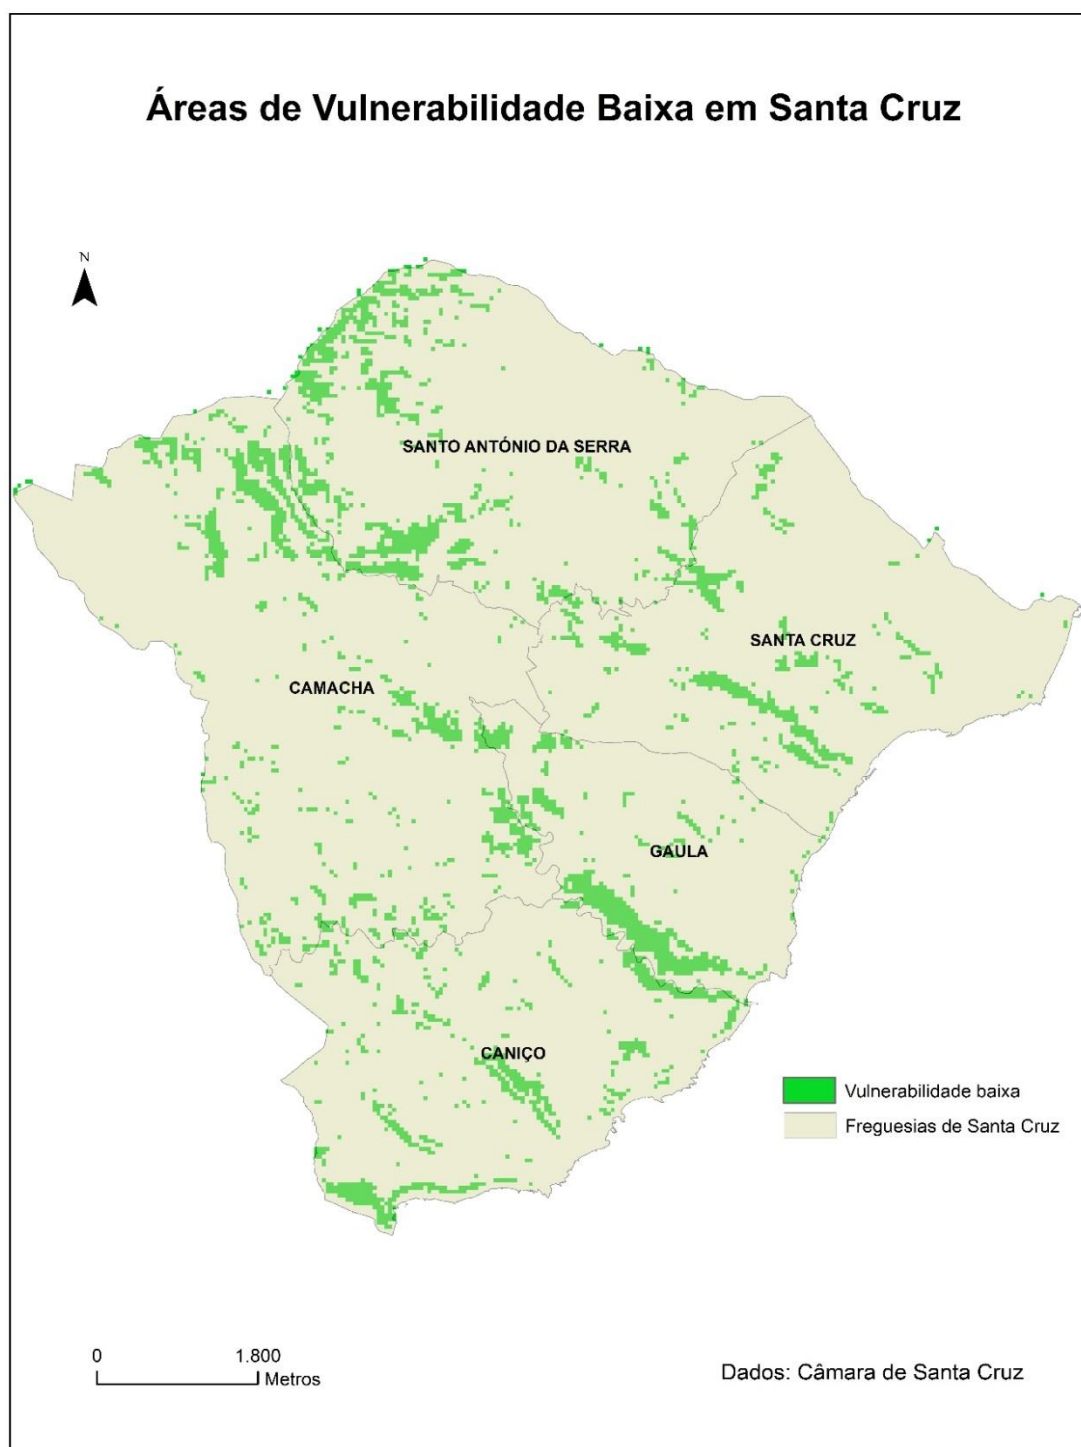 Áreas de Vulnerabilidade Baixa em Santa Cruz
N
SANTO ANTÓNIO DA SERRA
SANTA CRUZ
CAMACHA
GAULA
CANIÇO
Vulnerabilidade baixa
Freguesias de Santa Cruz
0 1.800
Metros
Dados: Câmara de Santa Cruz